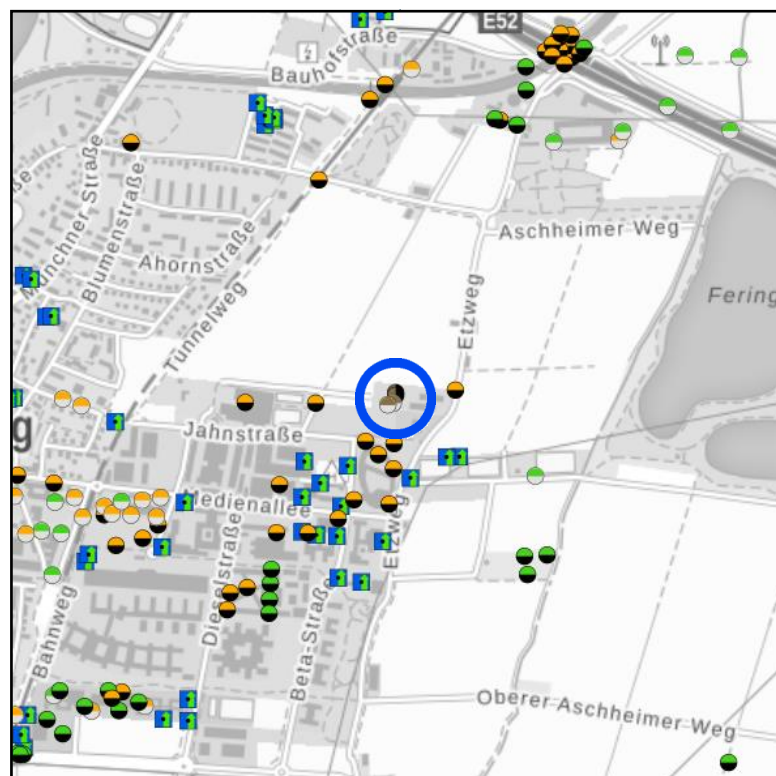 E52
Bauhofstraße
Münchner Straße
Blumenstraße
Aschheimer Weg
Ahornstraße
Etzweg
Fering
Tunnelweg
g
Jahnstraße
Medienallee
Etzweg
Dieselstraße
Beta-Straß
Bahnweg
Oberer Aschheimer Weg